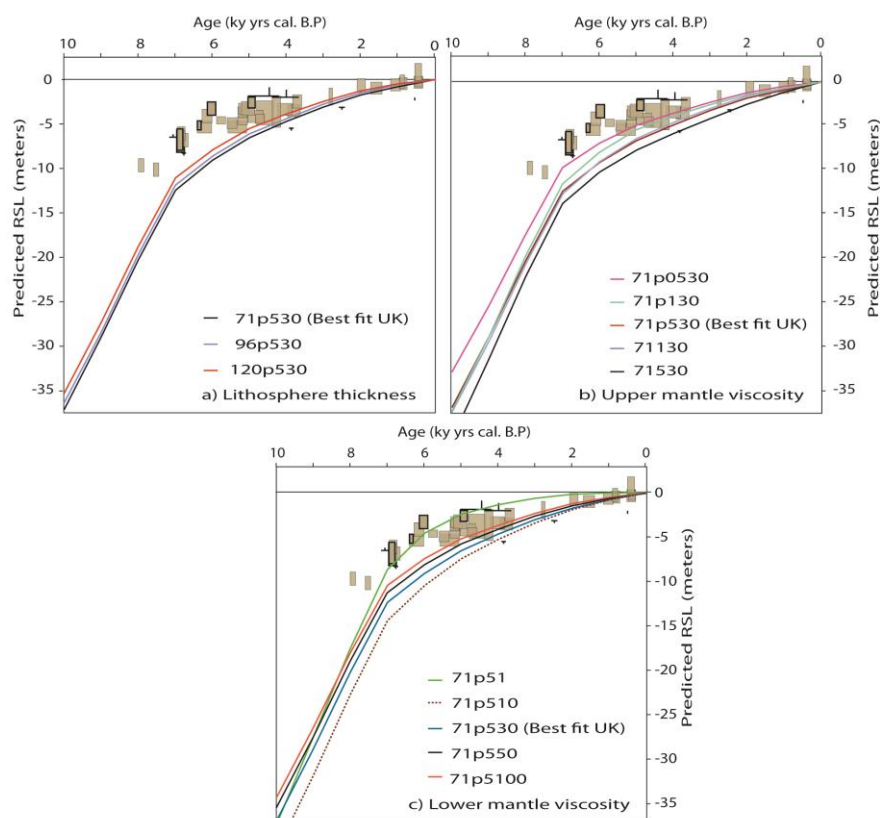 Age (ky yrs cal. B.P)
10 8 6 4 2 0
0
-5
-10
-15
-20
-25
-30
-35
Predicted RSL (meters)
71p530 (Best fit UK)
96p530
120p530
a) Lithosphere thickness
Age (ky yrs cal. B.P)
10 8 6 4 2 0
0
-5
-10
-15
-20
-25
-30
-35
Predicted RSL (meters)
71p0530
71p130
71p530 (Best fit UK)
71130
71530
b) Upper mantle viscosity
Age (ky yrs cal. B.P)
10 8 6 4 2 0
0
-5
-10
-15
-20
-25
-30
-35
Predicted RSL (meters)
71p51
71p510
71p530 (Best fit UK)
71p550
71p5100
c) Lower mantle viscosity